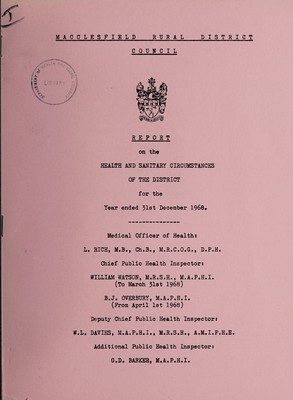 I
MACCLESFIELD RURAL DISTRICT
COUNCIL
REPORT
on the
HEALTH AND SANITARY CIRCUMSTANCES
OF THE DISTRICT
for the
Year ended 31st December 1968.
---------------
Medical Officer of Health:
L. RICH, M.B., Ch.B., M.R.C.O.G., D.P.H.
Chief Public Health Inspector:
WILLIAM WATSON, M.R.S.H., M.A.P.H.I.
(To March 31st 1968)
B.J. OVERBURY, M.A.P.H.I.
(From April 1st 1968)
Deputy Chief Public Health Inspector:
W.L. DAVIES, M.A.P.H.I., M.R.S.H., A.M.I.P.H.E.
Additional Public Health Inspector:
G.D. BARKER, M.A.P.H.I.